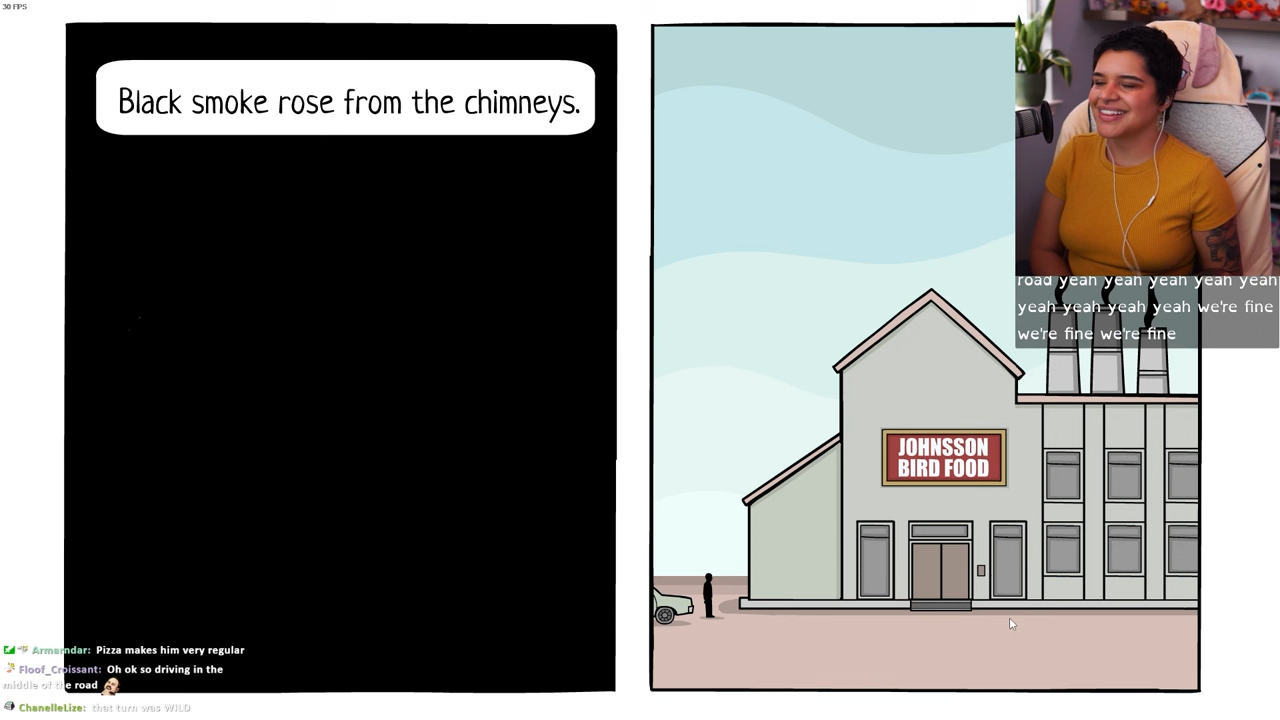 30 FPS
Black smoke rose from the chimneys.
road yeah yeah yeah yeah yeah
yeah yeah yeah yeah we're fine
we're fine we're fine
JOHNSSON
BIRD FOOD
Armarndar: Pizza makes him very regular
Floof_Croissant: Oh ok so driving in the
middle of the road
ChanelleLize: that turn was WILD